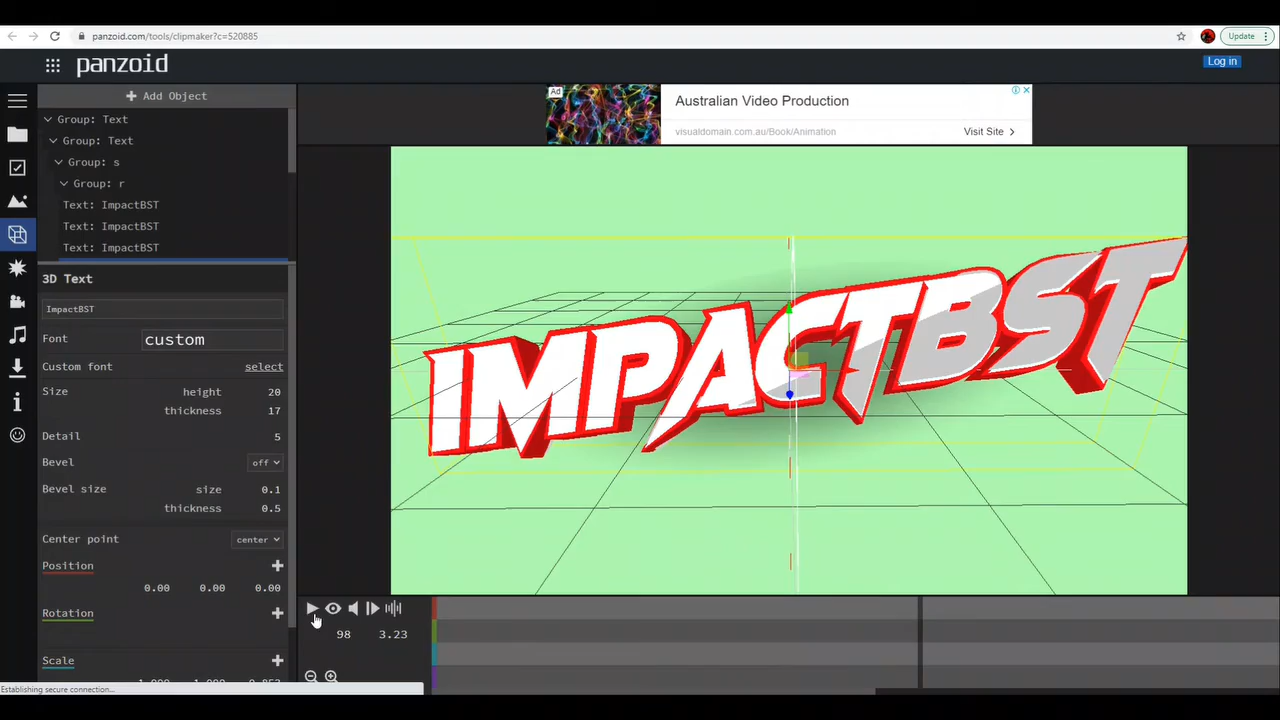 panzoid.com/tools/clipmaker?c=520885
Update
panzoid
Log in
Add Object
Group: Text
Group: Text
Group: s
Group: r
Text: ImpactBST
Text: ImpactBST
Text: ImpactBST
3D Text
ImpactBST
Font custom
Custom font select
Size height 20
thickness 17
Detail 5
Bevel off
Bevel size size 0.1
thickness 0.5
Center point center
Position
0.00 0.00 0.00
Rotation
Scale
Establishing secure connection...
Ad
Australian Video Production
visualdomain.com.au/Book/Animation
Visit Site
IMPACTBST
98 3.23